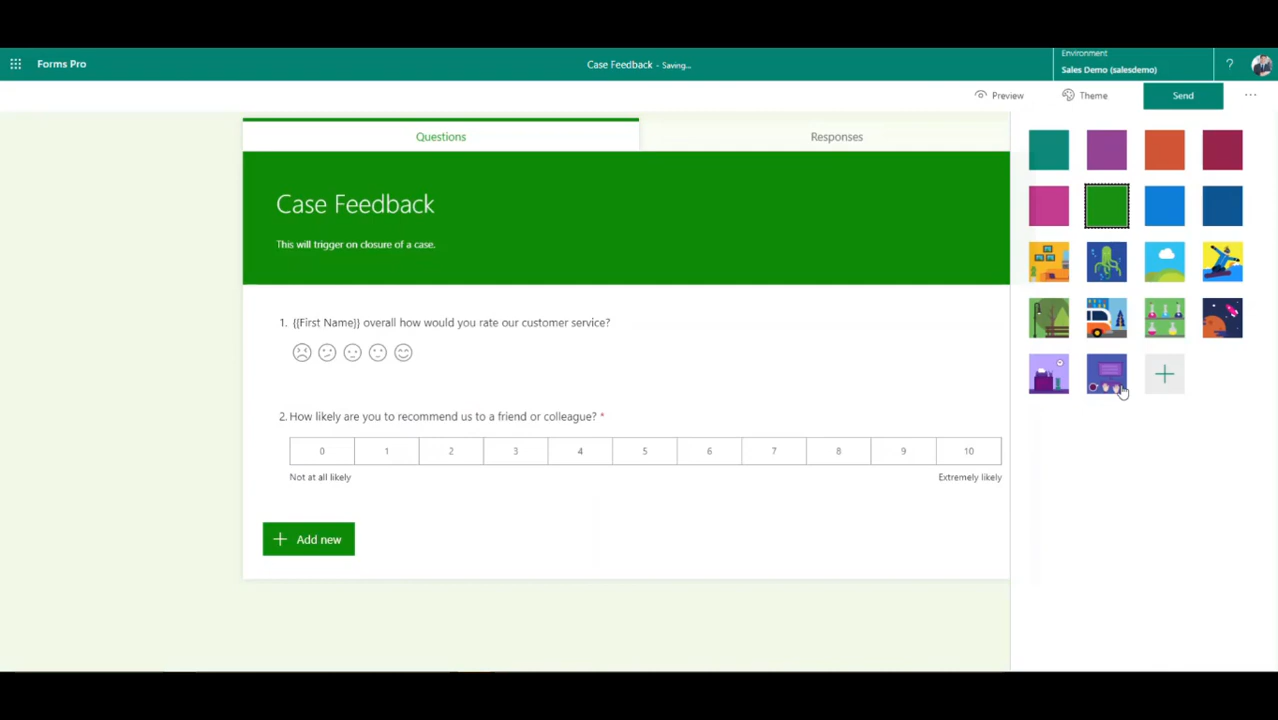 Forms Pro
Case Feedback - Saving...
Environment
Sales Demo (salesdemo)
?
Preview
Theme
Send
...
Questions
Responses
Case Feedback
This will trigger on closure of a case.
1. {{First Name}} overall how would you rate our customer service?
2. How likely are you to recommend us to a friend or colleague? *
0 1 2 3 4 5 6 7 8 9 10
Not at all likely
Extremely likely
+ Add new